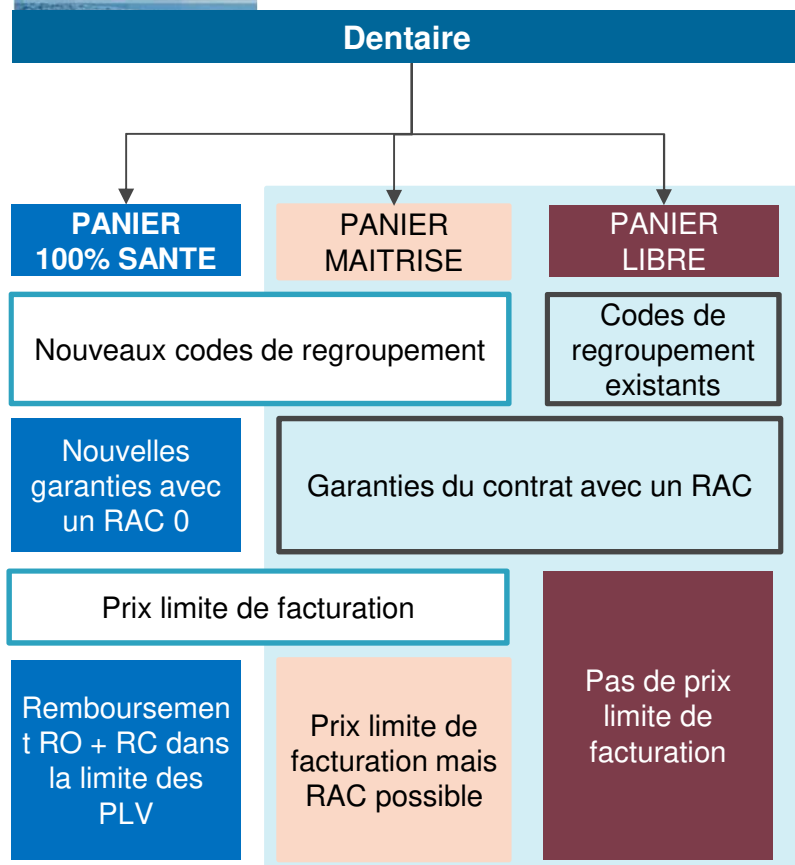 Dentaire
PANIER
100% SANTE
PANIER
MAITRISE
PANIER
LIBRE
Nouveaux codes de regroupement
Codes de
regroupement
existants
Nouvelles
garanties avec
un RAC 0
Garanties du contrat avec un RAC
Prix limite de facturation
Remboursemen
t RO + RC dans
la limite des
PLV
Prix limite de
facturation mais
RAC possible
Pas de prix
limite de
facturation